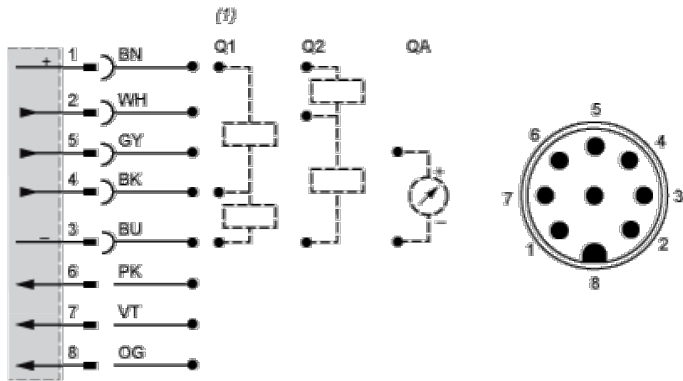 (1)
Q1 Q2 QA
+ 1 BN
2 WH
5 GY
4 BK
– 3 BU
6 PK
7 VT
8 OG
+
–
5
6 4
7 3
1 2
8